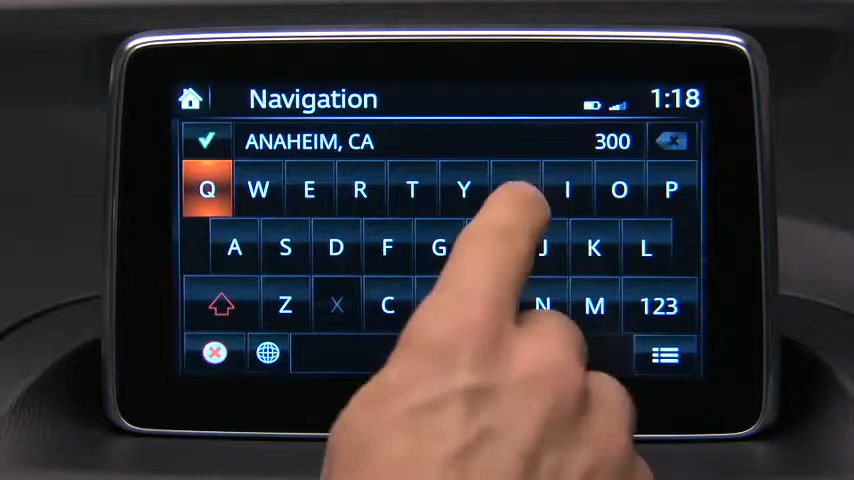 Navigation 1:18
ANAHEIM, CA 300
Q W E R T Y I O P
A S D F G J K L
Z X C N M 123